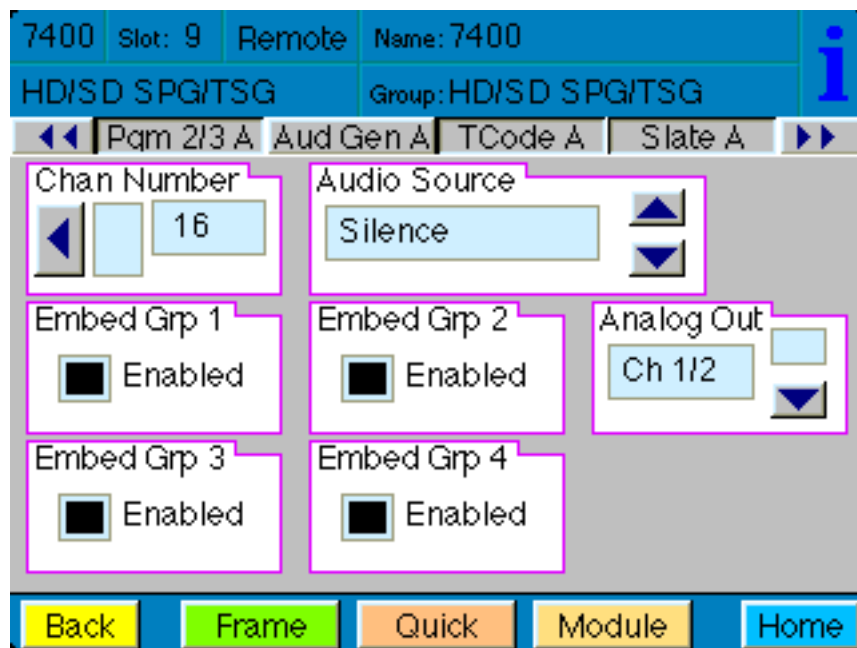 7400 Slot: 9 Remote Name: 7400
HD/SD SPG/TSG Group: HD/SD SPG/TSG
Pgm 2/3 A Aud Gen A TCode A Slate A
Chan Number Audio Source
16 Silence
Embed Grp 1 Embed Grp 2 Analog Out
Enabled Enabled Ch 1/2
Embed Grp 3 Embed Grp 4
Enabled Enabled
Back Frame Quick Module Home